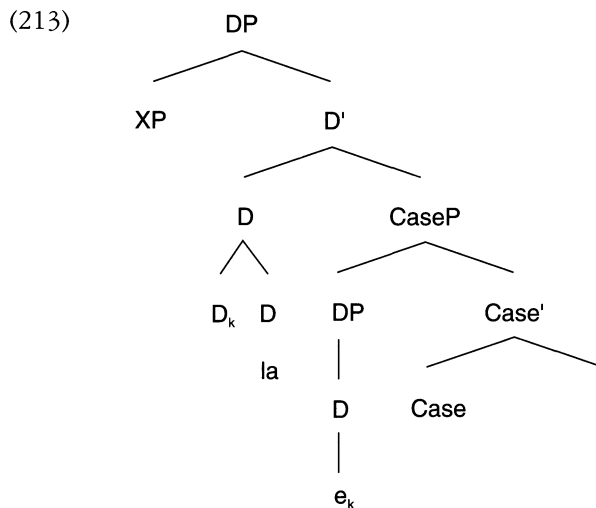 (213) DP
XP D'
D CaseP
Dk D DP Case'
la
D Case
ek